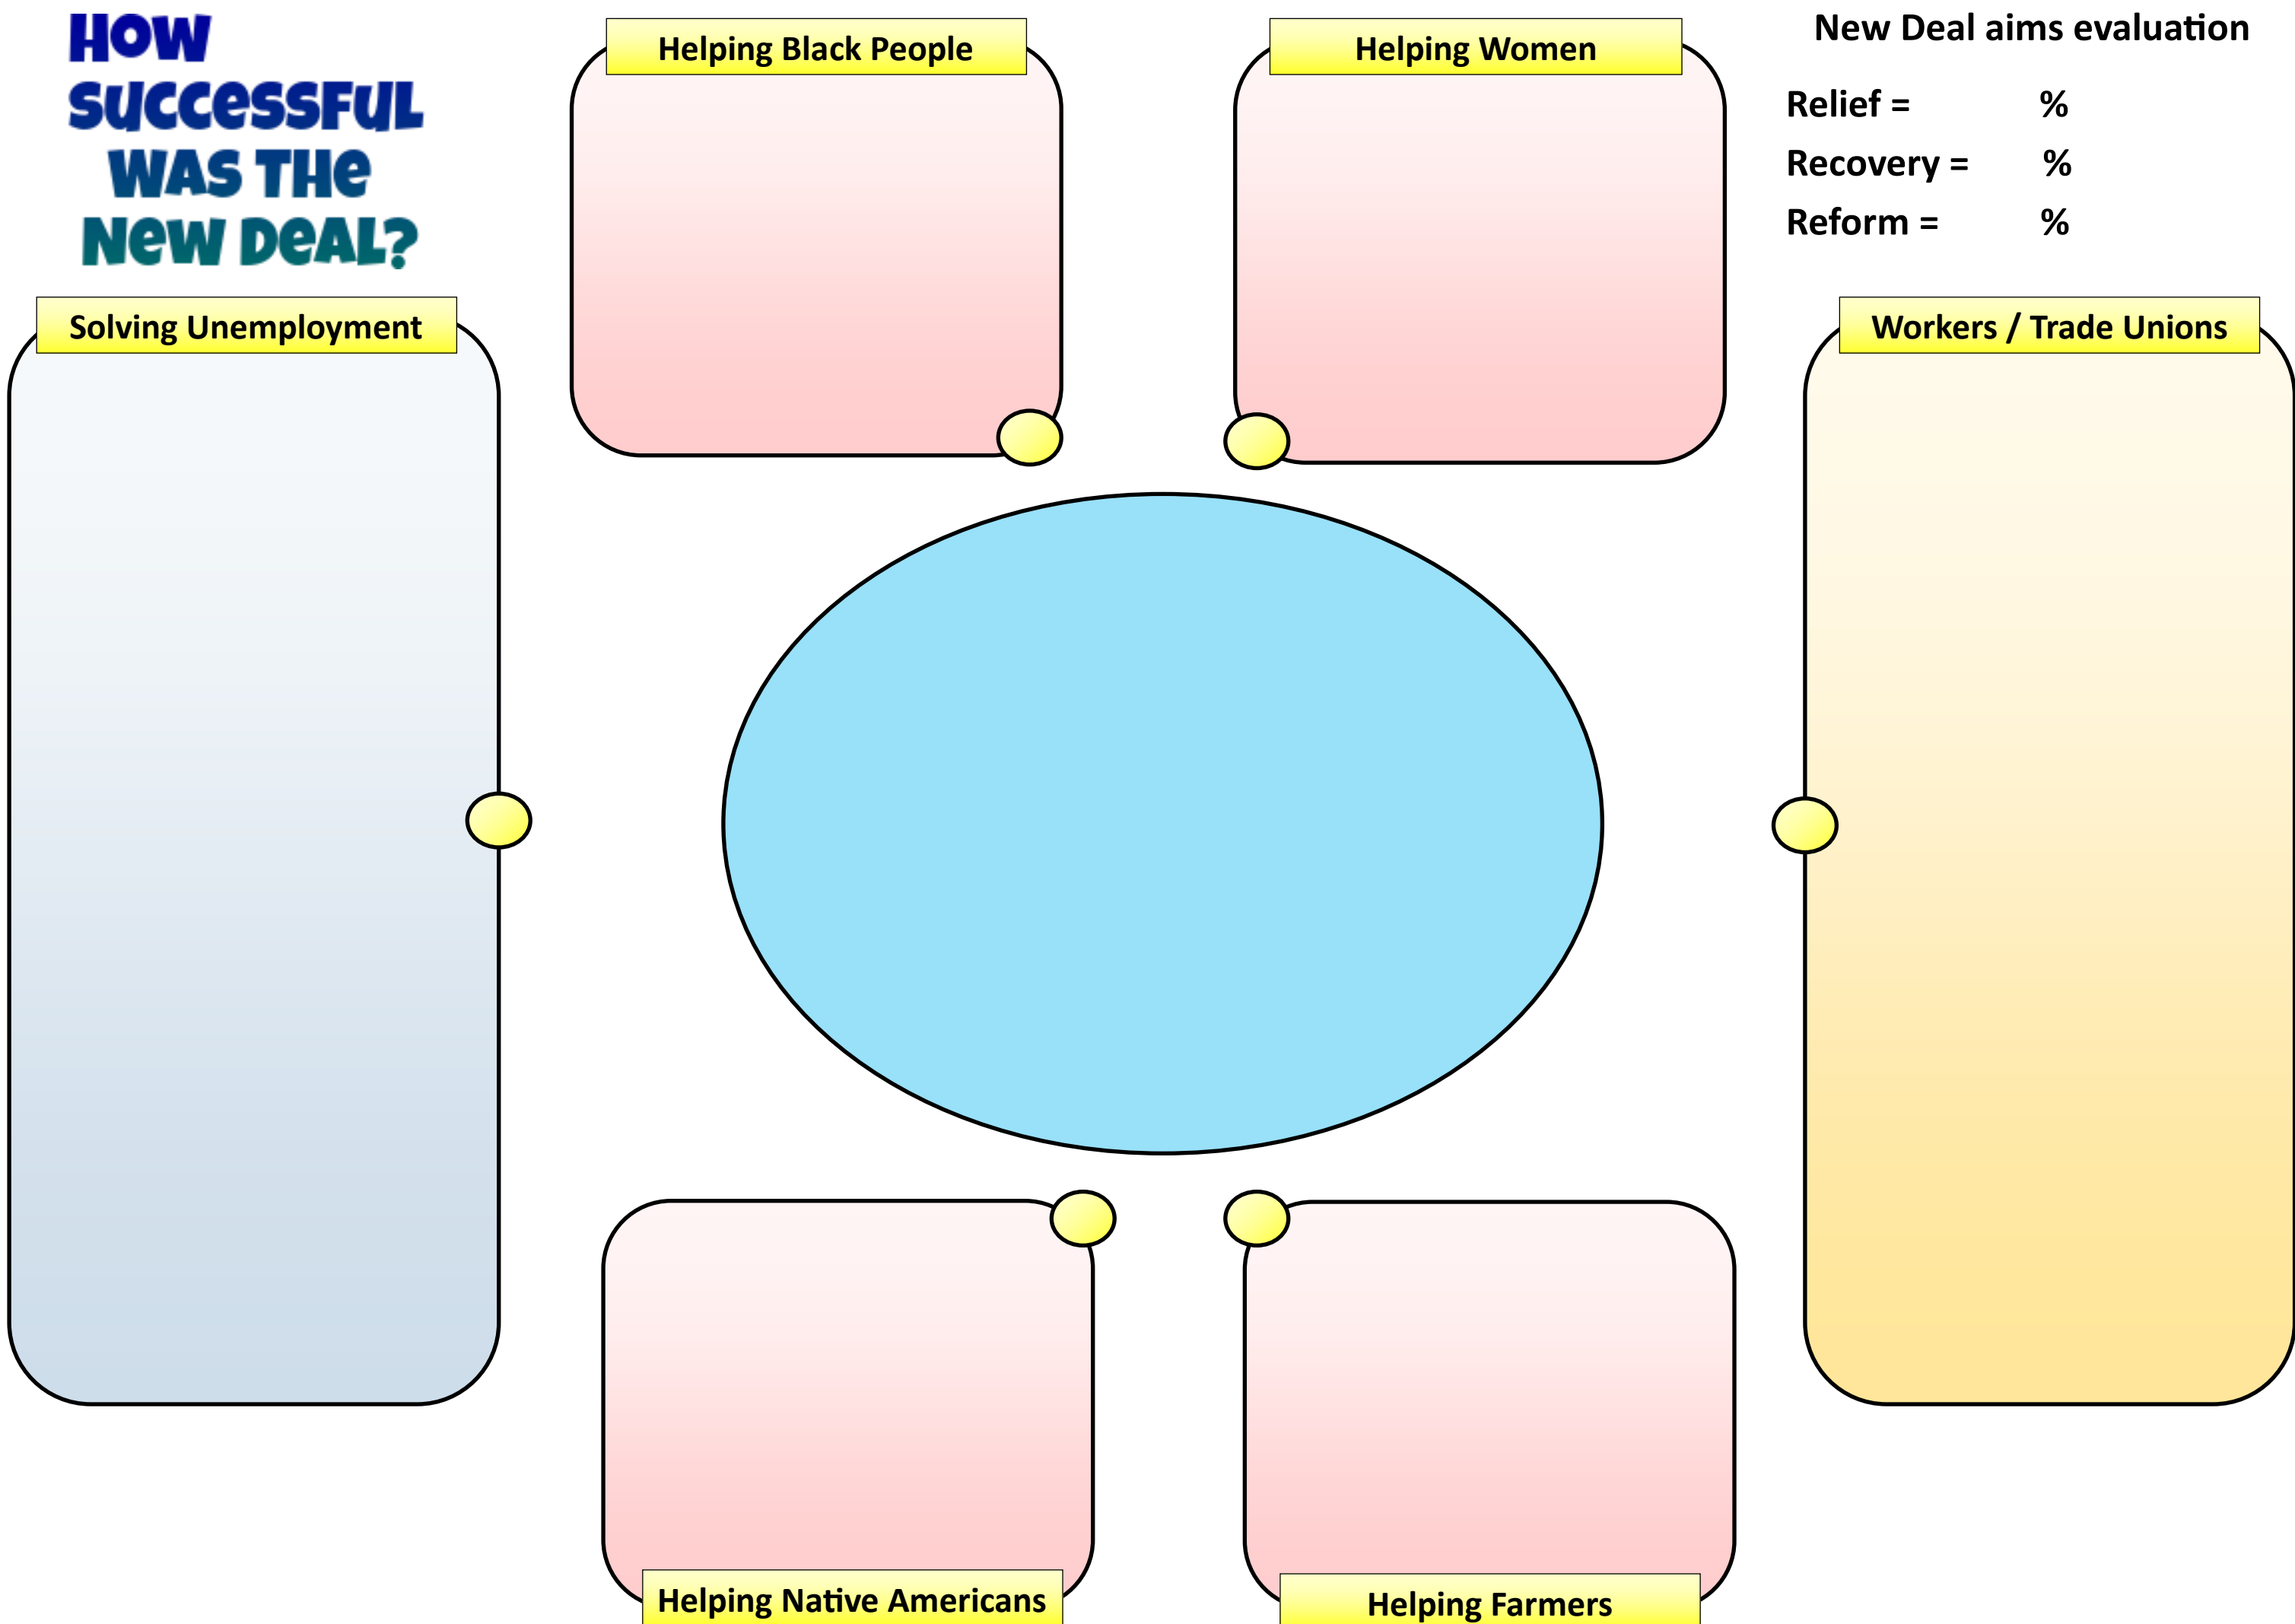 HOW
SUCCESSFUL
WAS THE
NEW DEAL?
Helping Black People
Helping Women
New Deal aims evaluation
Relief = %
Recovery = %
Reform = %
Solving Unemployment
Workers / Trade Unions
Helping Native Americans
Helping Farmers